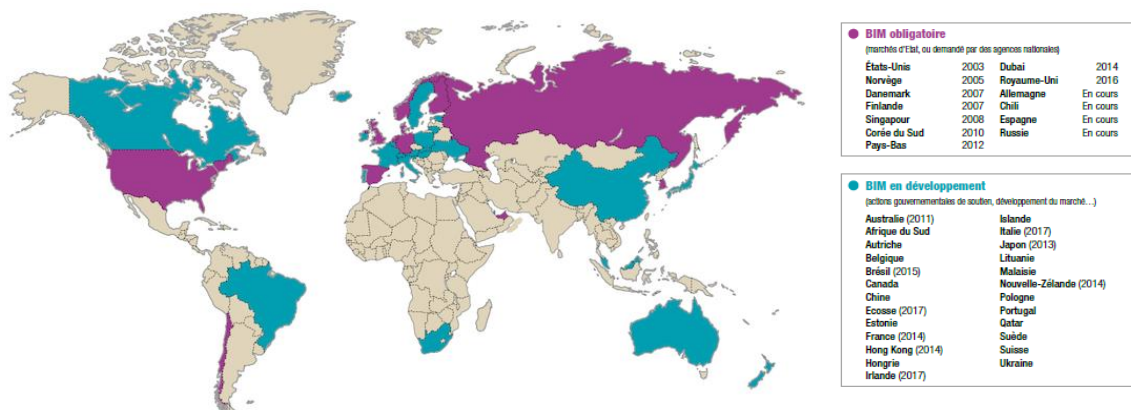 BIM obligatoire
(marchés d'Etat, ou demandé par des agences nationales)
États-Unis 2003 Dubai 2014
Norvège 2005 Royaume-Uni 2016
Danemark 2007 Allemagne En cours
Finlande 2007 Chili En cours
Singapour 2008 Espagne En cours
Corée du Sud 2010 Russie En cours
Pays-Bas 2012
BIM en développement
(actions gouvernementales de soutien, développement du marché…)
Australie (2011) Islande
Afrique du Sud Italie (2017)
Autriche Japon (2013)
Belgique Lituanie
Brésil (2015) Malaisie
Canada Nouvelle-Zélande (2014)
Chine Pologne
Ecosse (2017) Portugal
Estonie Qatar
France (2014) Suède
Hong Kong (2014) Suisse
Hongrie Ukraine
Irlande (2017)